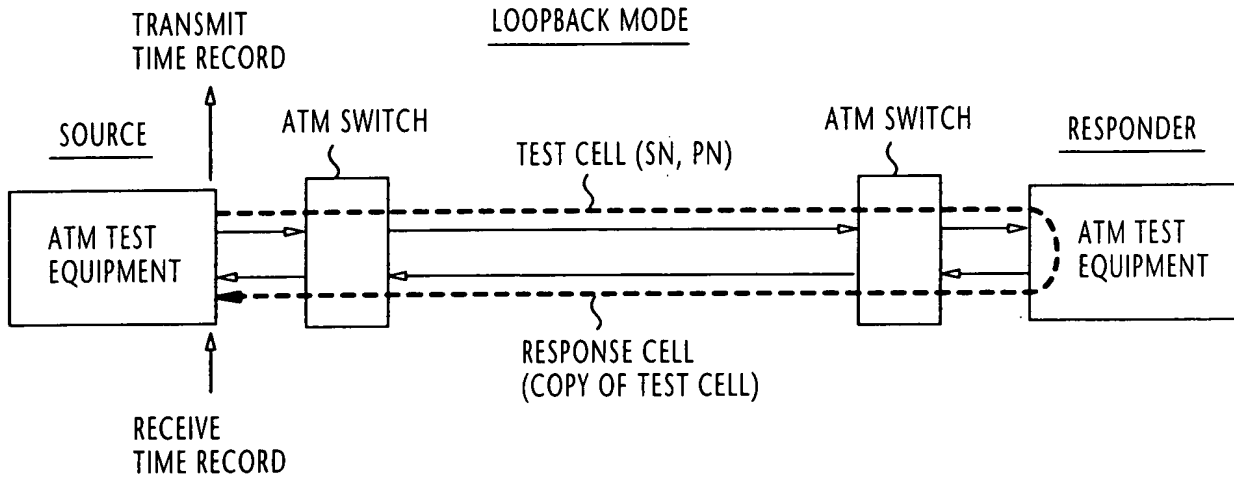 TRANSMIT
TIME RECORD
LOOPBACK MODE
SOURCE
ATM SWITCH
TEST CELL (SN, PN)
ATM SWITCH
RESPONDER
ATM TEST
EQUIPMENT
ATM TEST
EQUIPMENT
RESPONSE CELL
(COPY OF TEST CELL)
RECEIVE
TIME RECORD